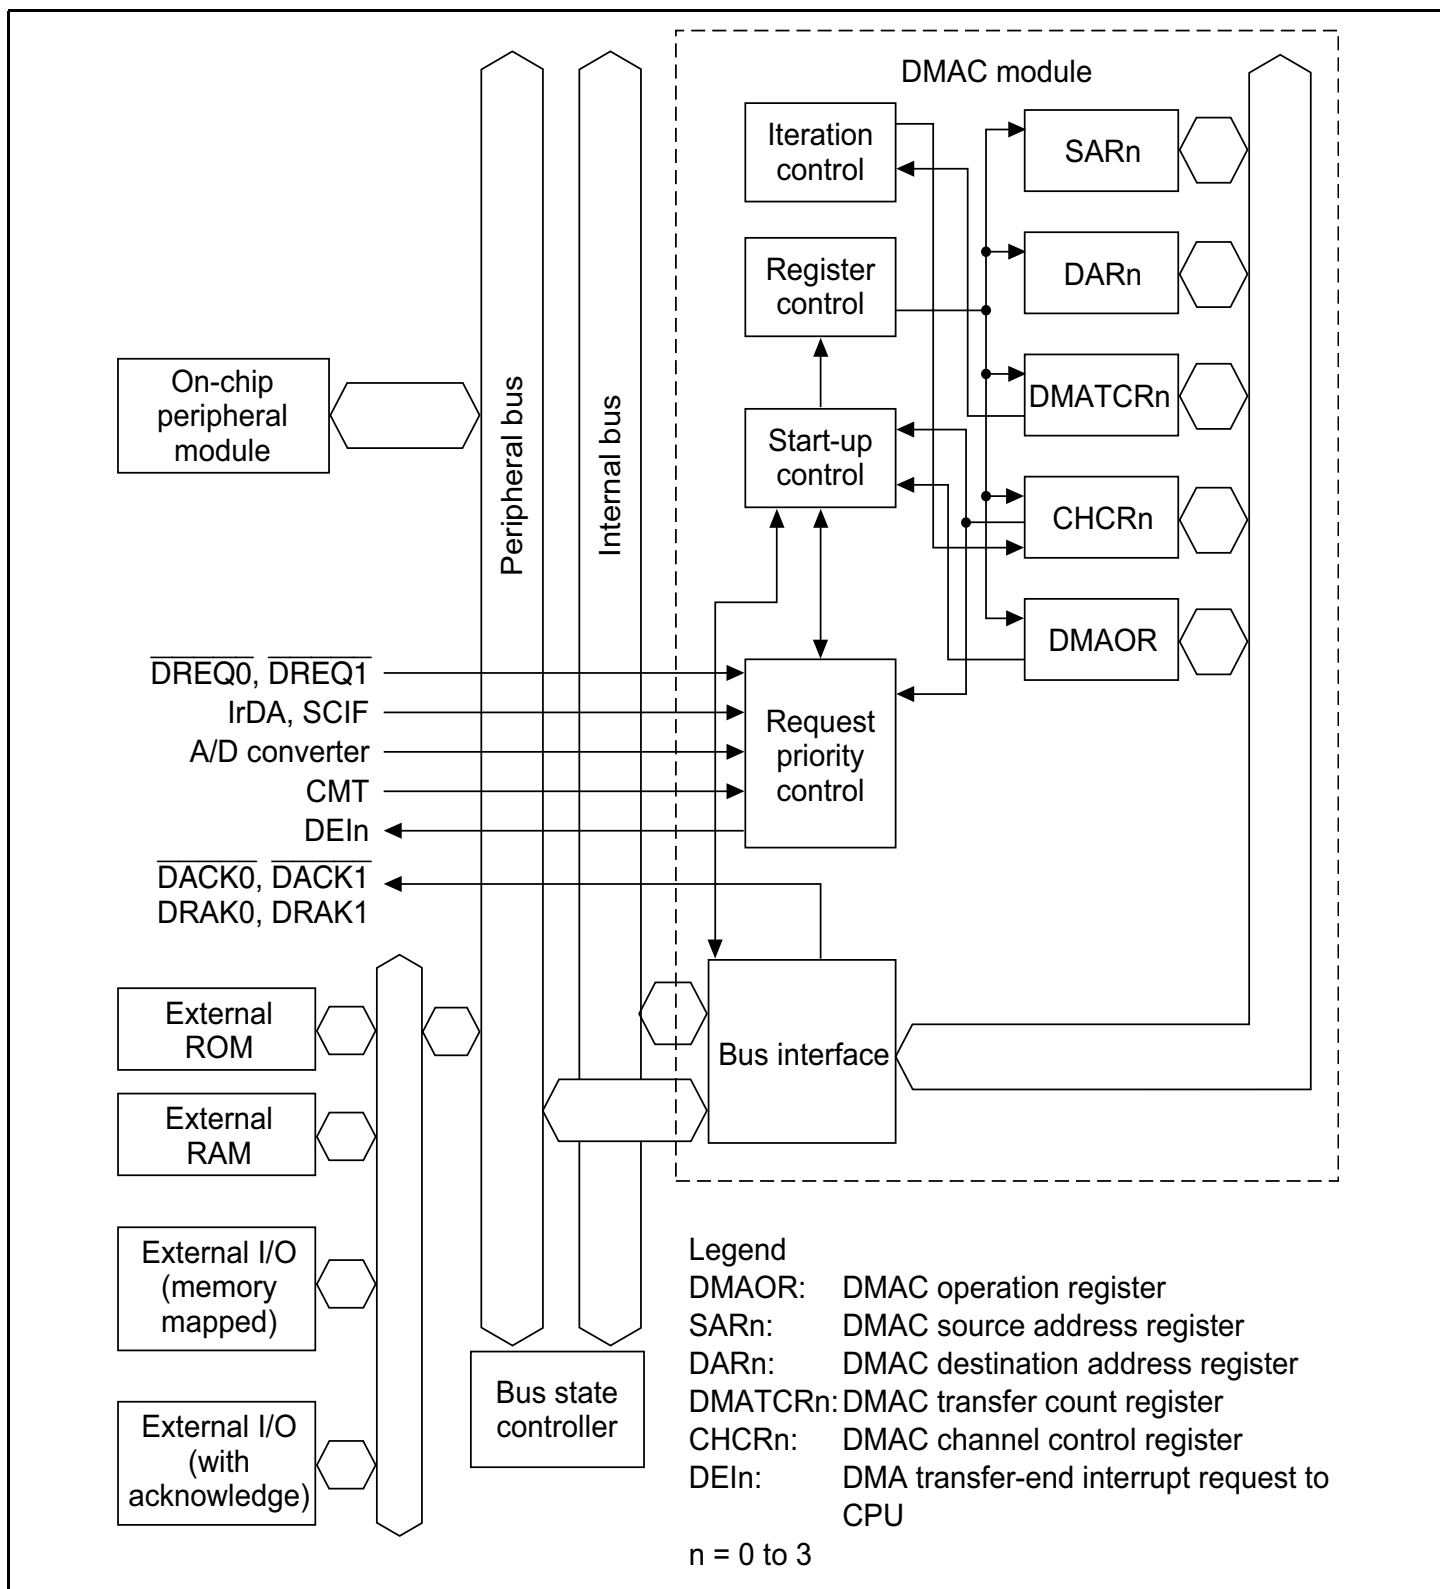 DMAC module
Iteration
control
SARn
Register
control
DARn
On-chip
peripheral
module
Peripheral bus
Internal bus
DMATCRn
Start-up
control
CHCRn
DMAOR
DREQ0, DREQ1
IrDA, SCIF
A/D converter
CMT
DEIn
DACK0, DACK1
DRAK0, DRAK1
Request
priority
control
External
ROM
Bus interface
External
RAM
External I/O
(memory
mapped)
External I/O
(with
acknowledge)
Bus state
controller
Legend
DMAOR: DMAC operation register
SARn: DMAC source address register
DARn: DMAC destination address register
DMATCRn: DMAC transfer count register
CHCRn: DMAC channel control register
DEIn: DMA transfer-end interrupt request to
CPU
n = 0 to 3